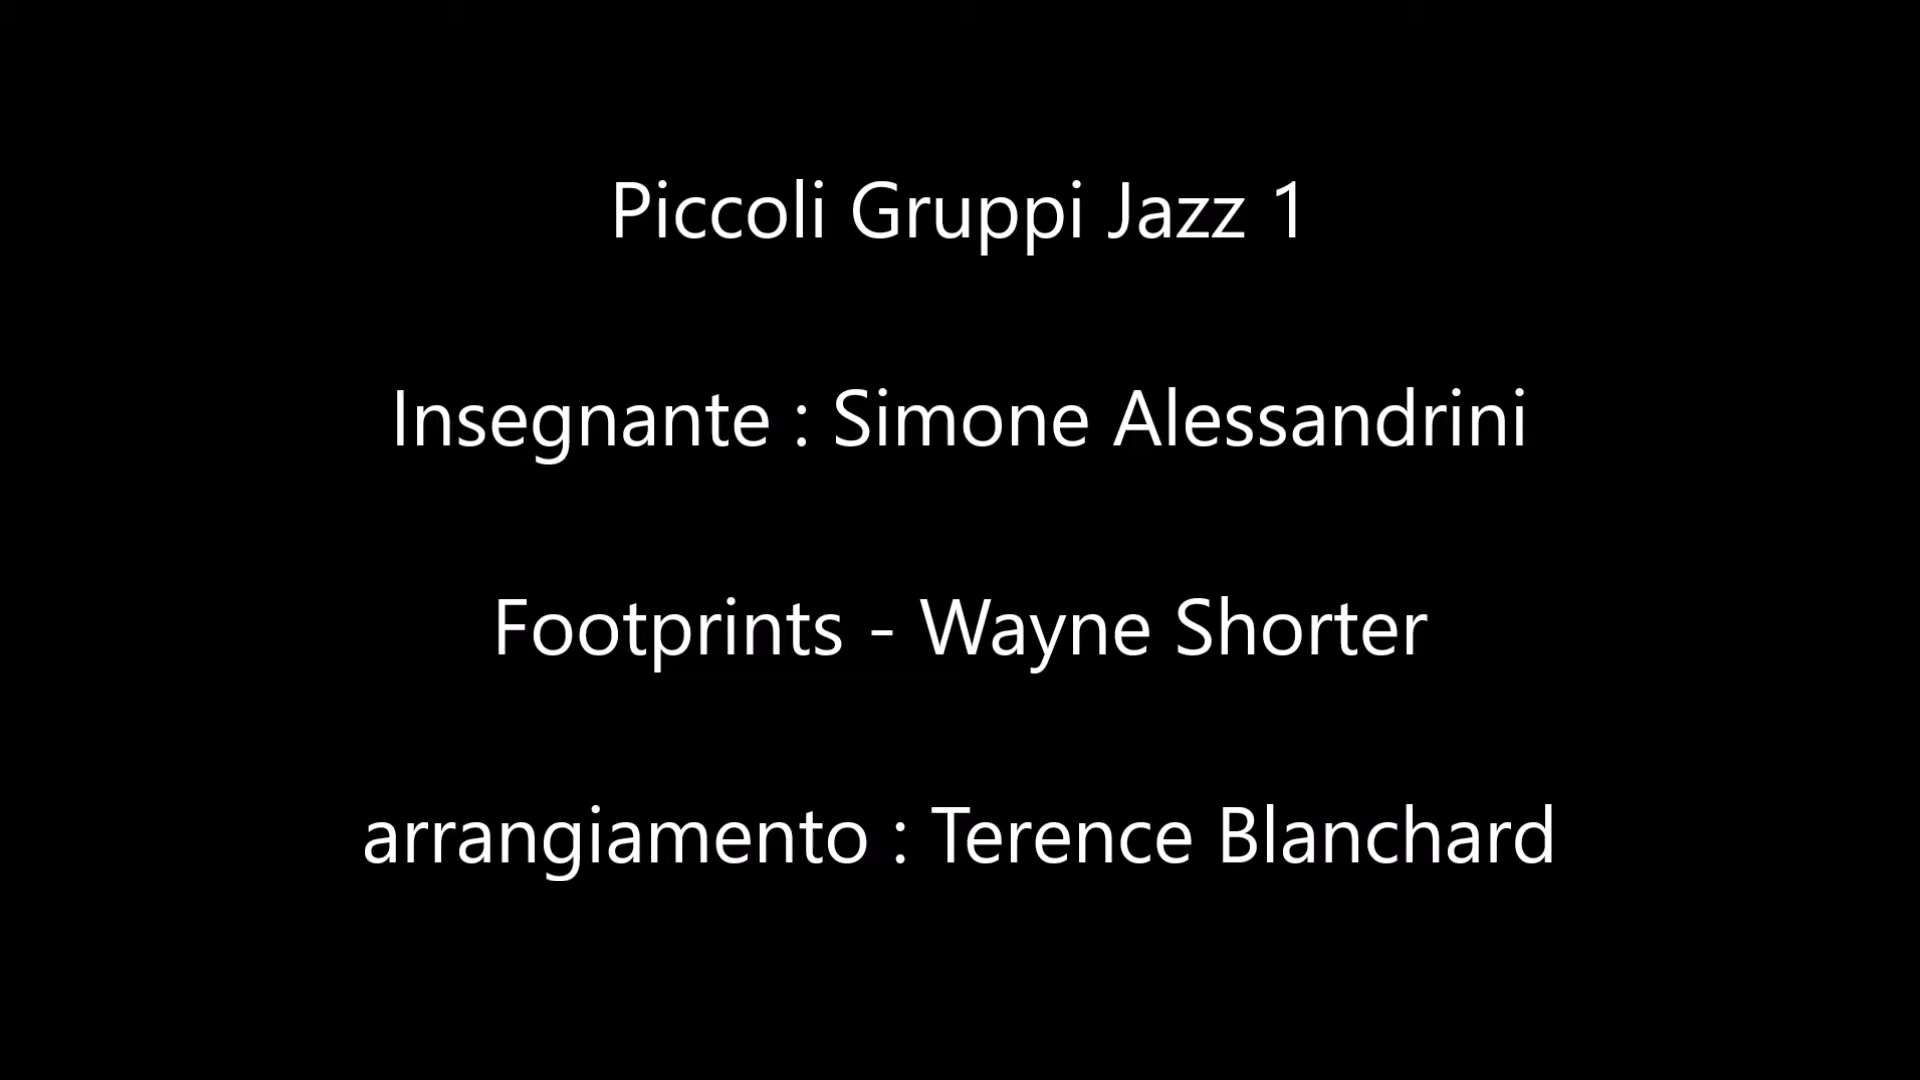 Piccoli Gruppi Jazz 1
Insegnante : Simone Alessandrini
Footprints - Wayne Shorter
arrangiamento : Terence Blanchard